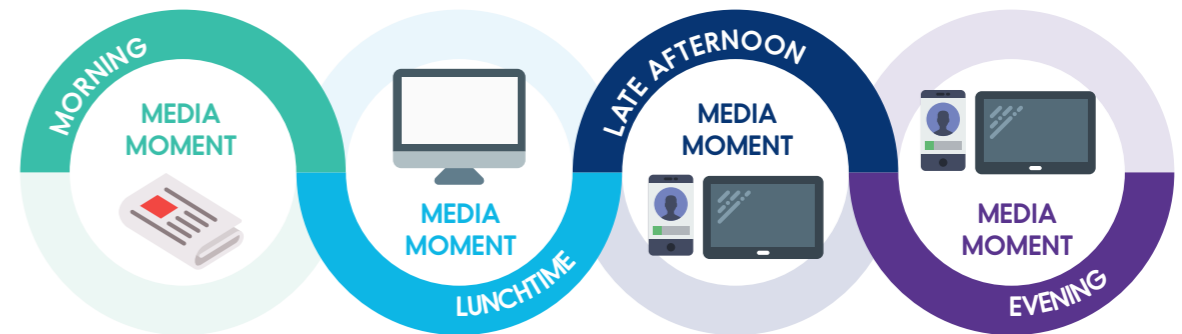 MORNING
MEDIA
MOMENT
MEDIA
MOMENT
LUNCHTIME
LATE AFTERNOON
MEDIA
MOMENT
MEDIA
MOMENT
EVENING